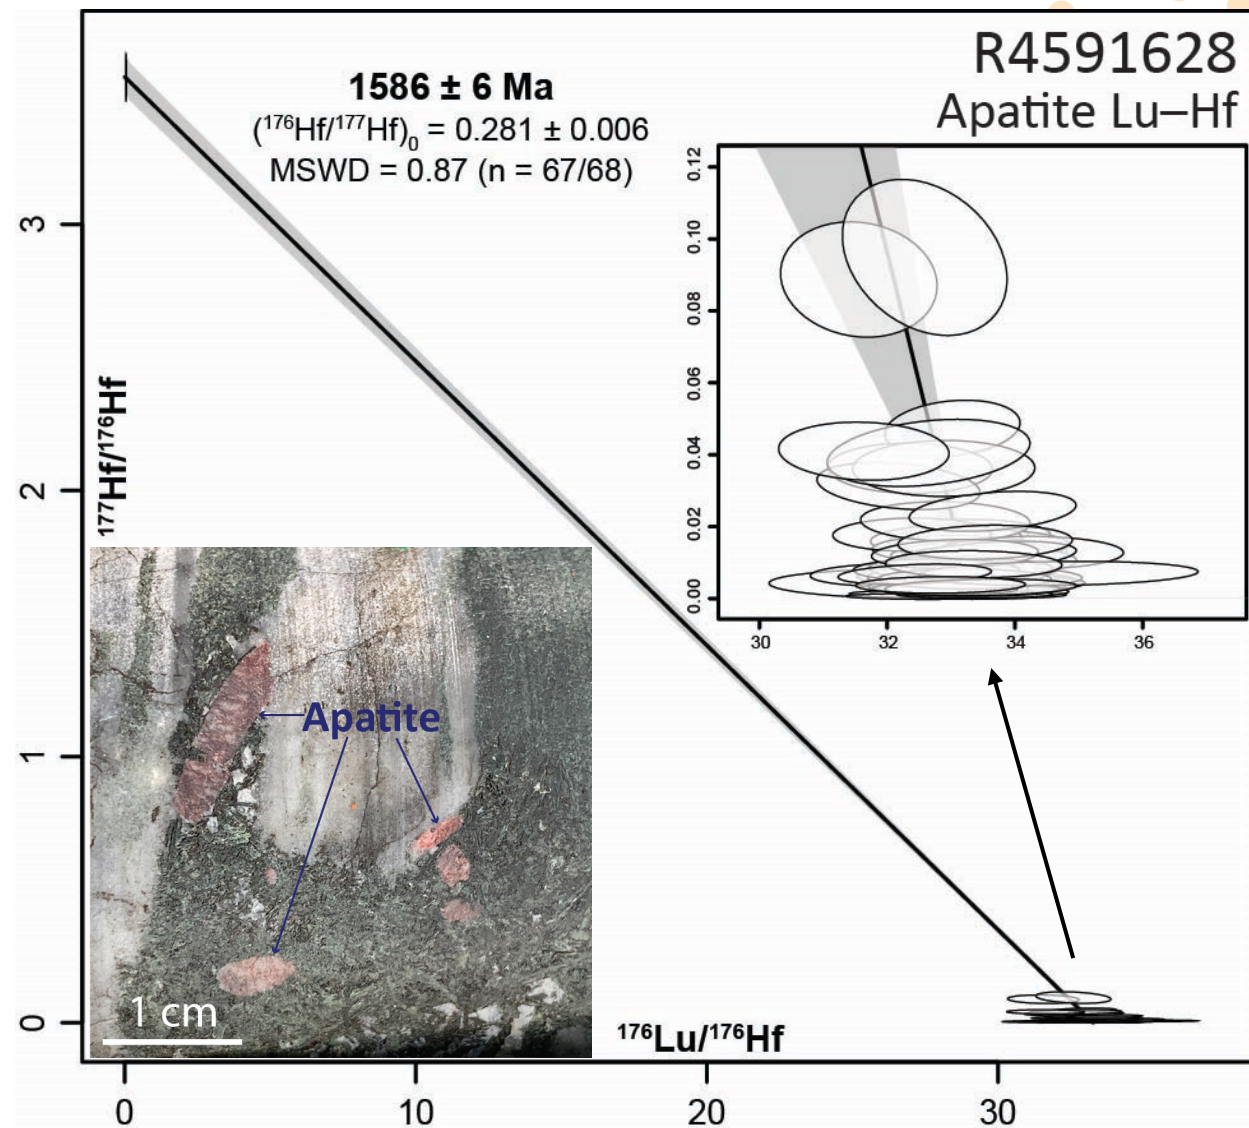 R4591628
Apatite Lu–Hf
1586 ± 6 Ma
(¹⁷⁶Hf/¹⁷⁷Hf)₀ = 0.281 ± 0.006
MSWD = 0.87 (n = 67/68)
0.12
0.10
0.08
0.06
0.04
0.02
0.00
30 32 34 36
3
2
1
0
¹⁷⁷Hf/¹⁷⁶Hf
Apatite
1 cm
¹⁷⁶Lu/¹⁷⁶Hf
0 10 20 30